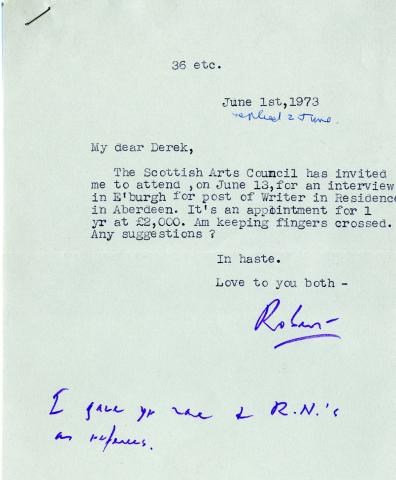 36 etc.
June 1st,1973
replied 2 June.
My dear Derek,
The Scottish Arts Council has invited
me to attend ,on June 13,for an interview
in E'burgh for post of Writer in Residence
in Aberdeen. It's an appointment for 1
yr at £2,000. Am keeping fingers crossed.
Any suggestions ?
In haste.
Love to you both -
Robert
I gave yr name & R.N.'s
as referees.